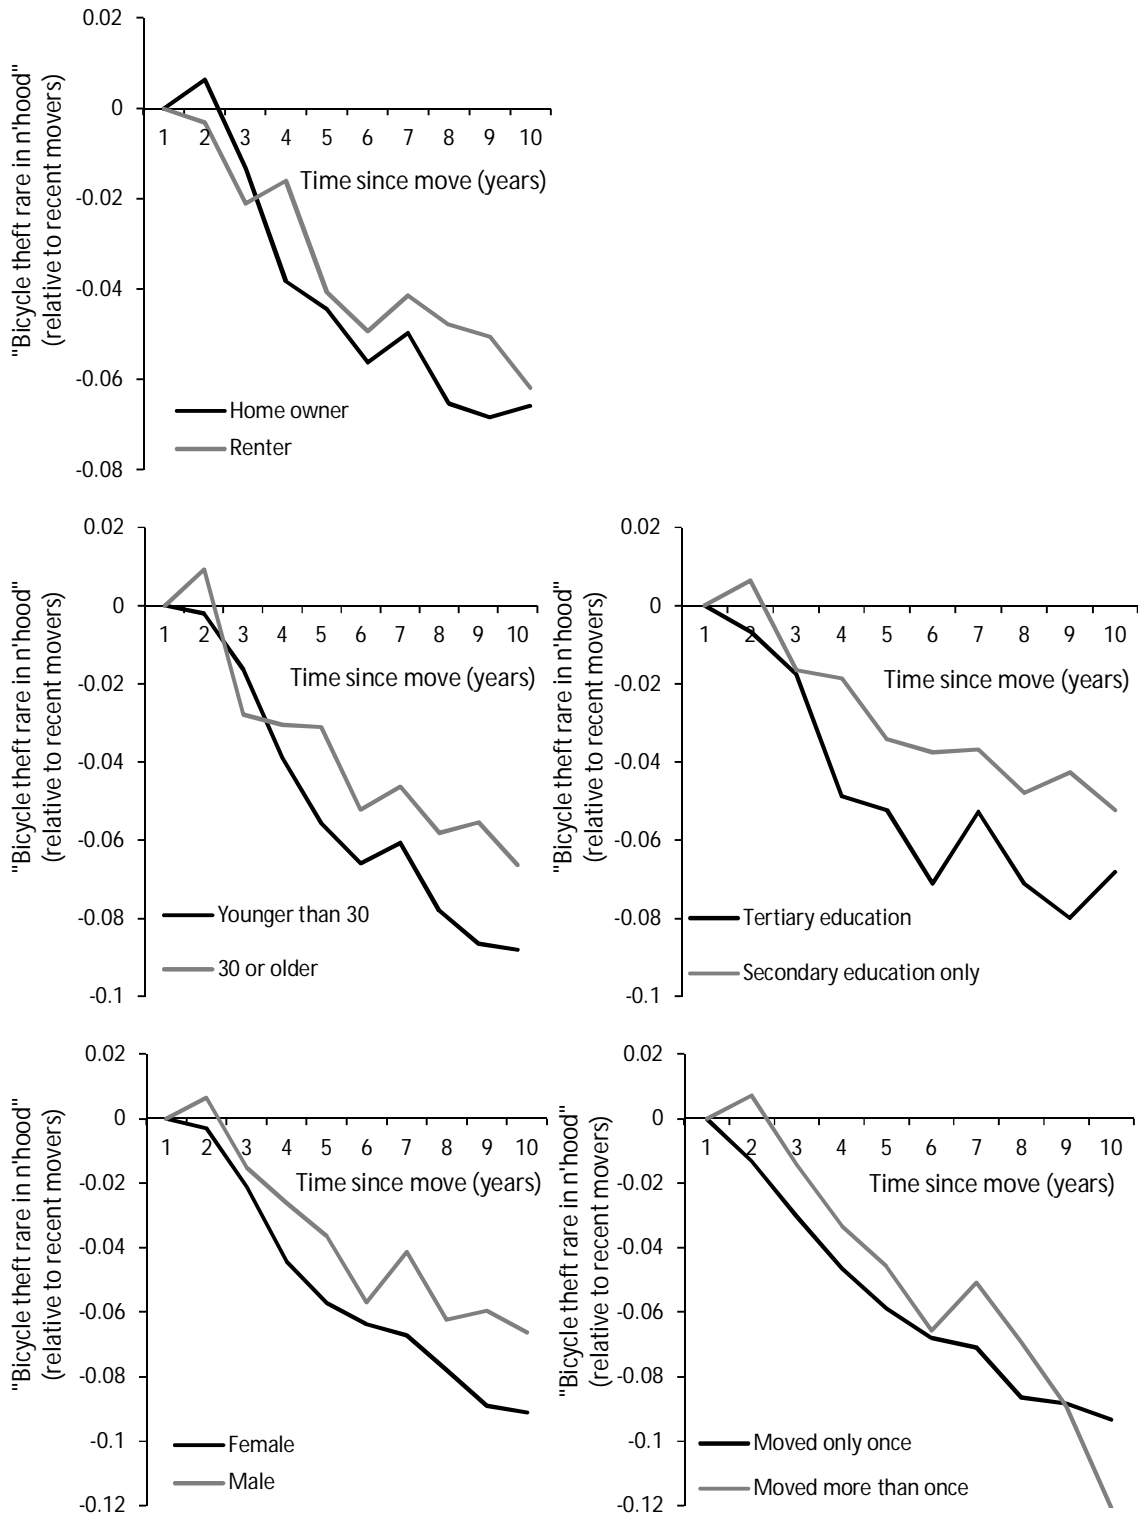 0.02
0
-0.02
-0.04
-0.06
-0.08
"Bicycle theft rare in n'hood"
(relative to recent movers)
1 2 3 4 5 6 7 8 9 10
Time since move (years)
Home owner
Renter
0.02
0
-0.02
-0.04
-0.06
-0.08
-0.1
"Bicycle theft rare in n'hood"
(relative to recent movers)
1 2 3 4 5 6 7 8 9 10
Time since move (years)
Younger than 30
30 or older
0.02
0
-0.02
-0.04
-0.06
-0.08
-0.1
"Bicycle theft rare in n'hood"
(relative to recent movers)
1 2 3 4 5 6 7 8 9 10
Time since move (years)
Tertiary education
Secondary education only
0.02
0
-0.02
-0.04
-0.06
-0.08
-0.1
-0.12
"Bicycle theft rare in n'hood"
(relative to recent movers)
1 2 3 4 5 6 7 8 9 10
Time since move (years)
Female
Male
0.02
0
-0.02
-0.04
-0.06
-0.08
-0.1
-0.12
"Bicycle theft rare in n'hood"
(relative to recent movers)
1 2 3 4 5 6 7 8 9 10
Time since move (years)
Moved only once
Moved more than once